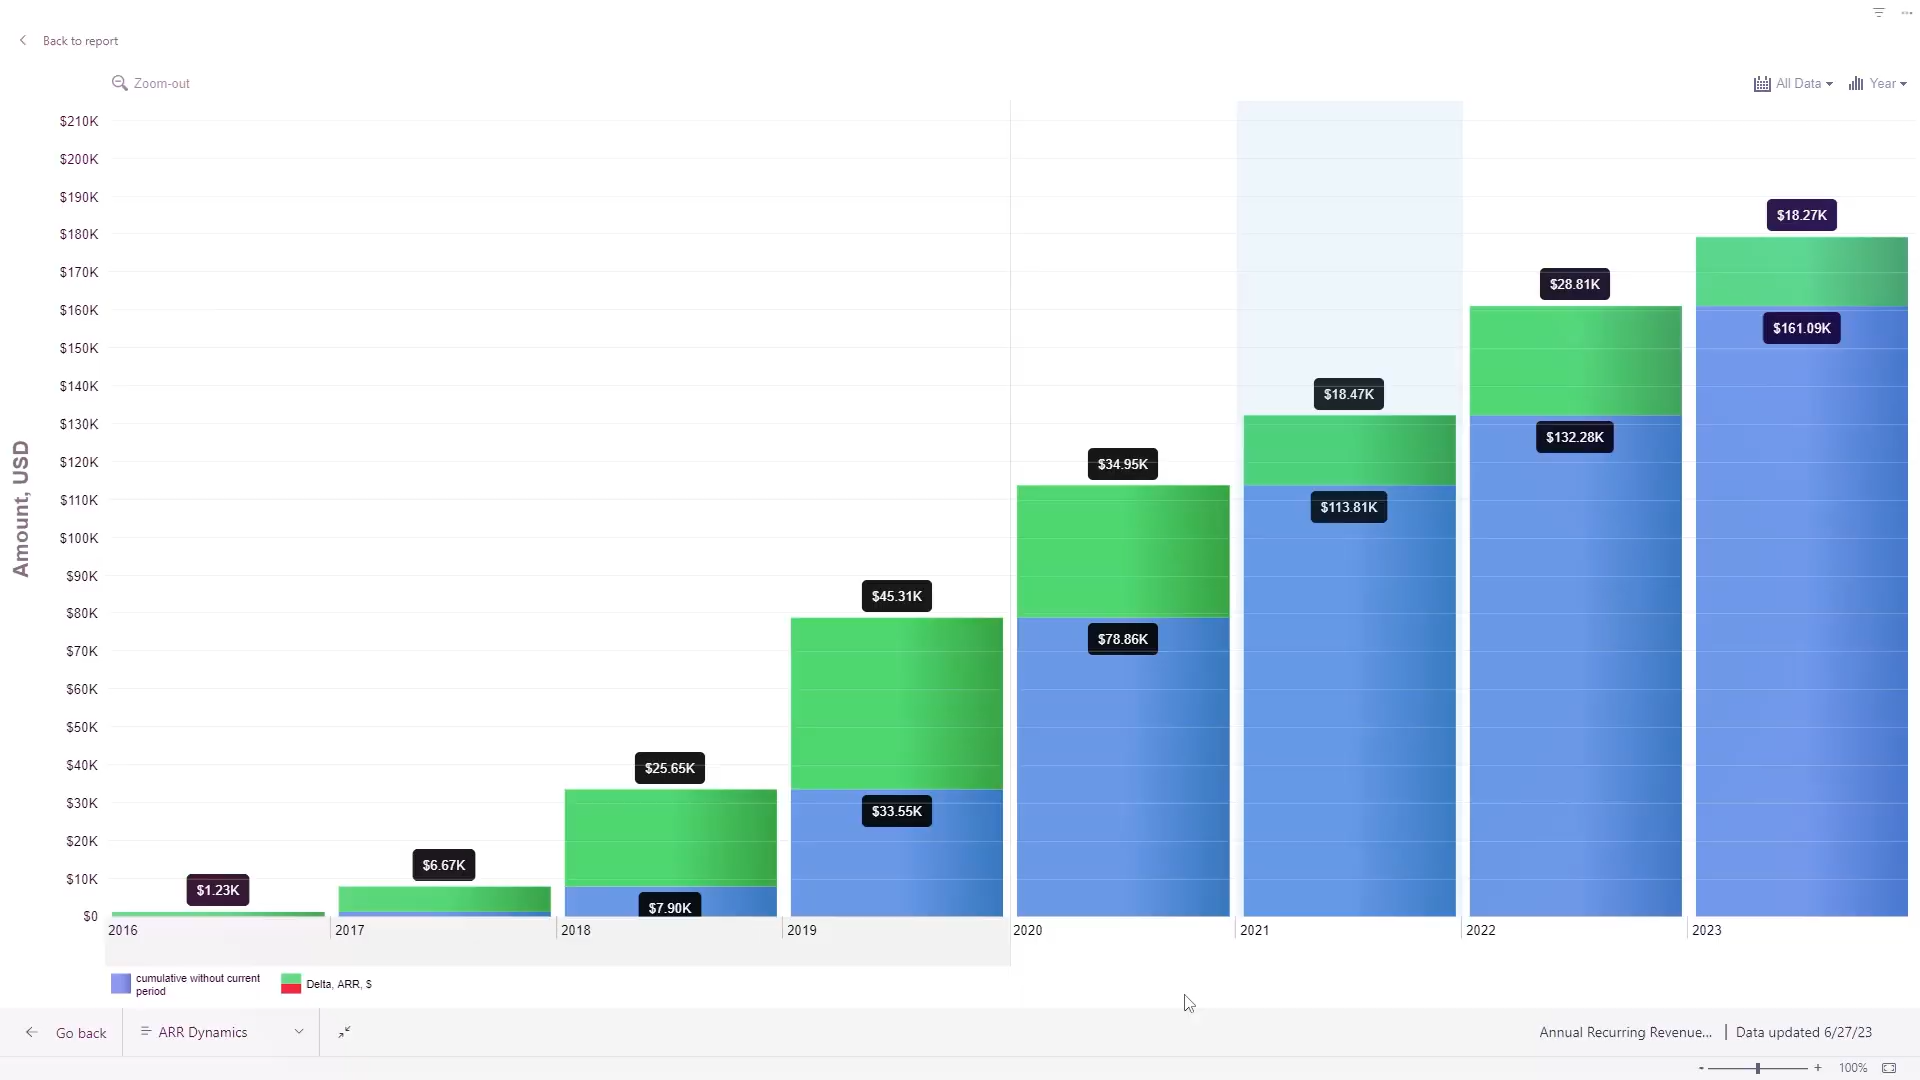 Back to report
Zoom-out
All Data
Year
Amount, USD
$210K
$200K
$190K
$180K
$170K
$160K
$150K
$140K
$130K
$120K
$110K
$100K
$90K
$80K
$70K
$60K
$50K
$40K
$30K
$20K
$10K
$0
$1.23K
$6.67K
$25.65K
$7.90K
$45.31K
$33.55K
$34.95K
$78.86K
$18.47K
$113.81K
$28.81K
$132.28K
$18.27K
$161.09K
2016
2017
2018
2019
2020
2021
2022
2023
cumulative without current
period
Delta, ARR, $
Go back
ARR Dynamics
Annual Recurring Revenue... | Data updated 6/27/23
- + 100%